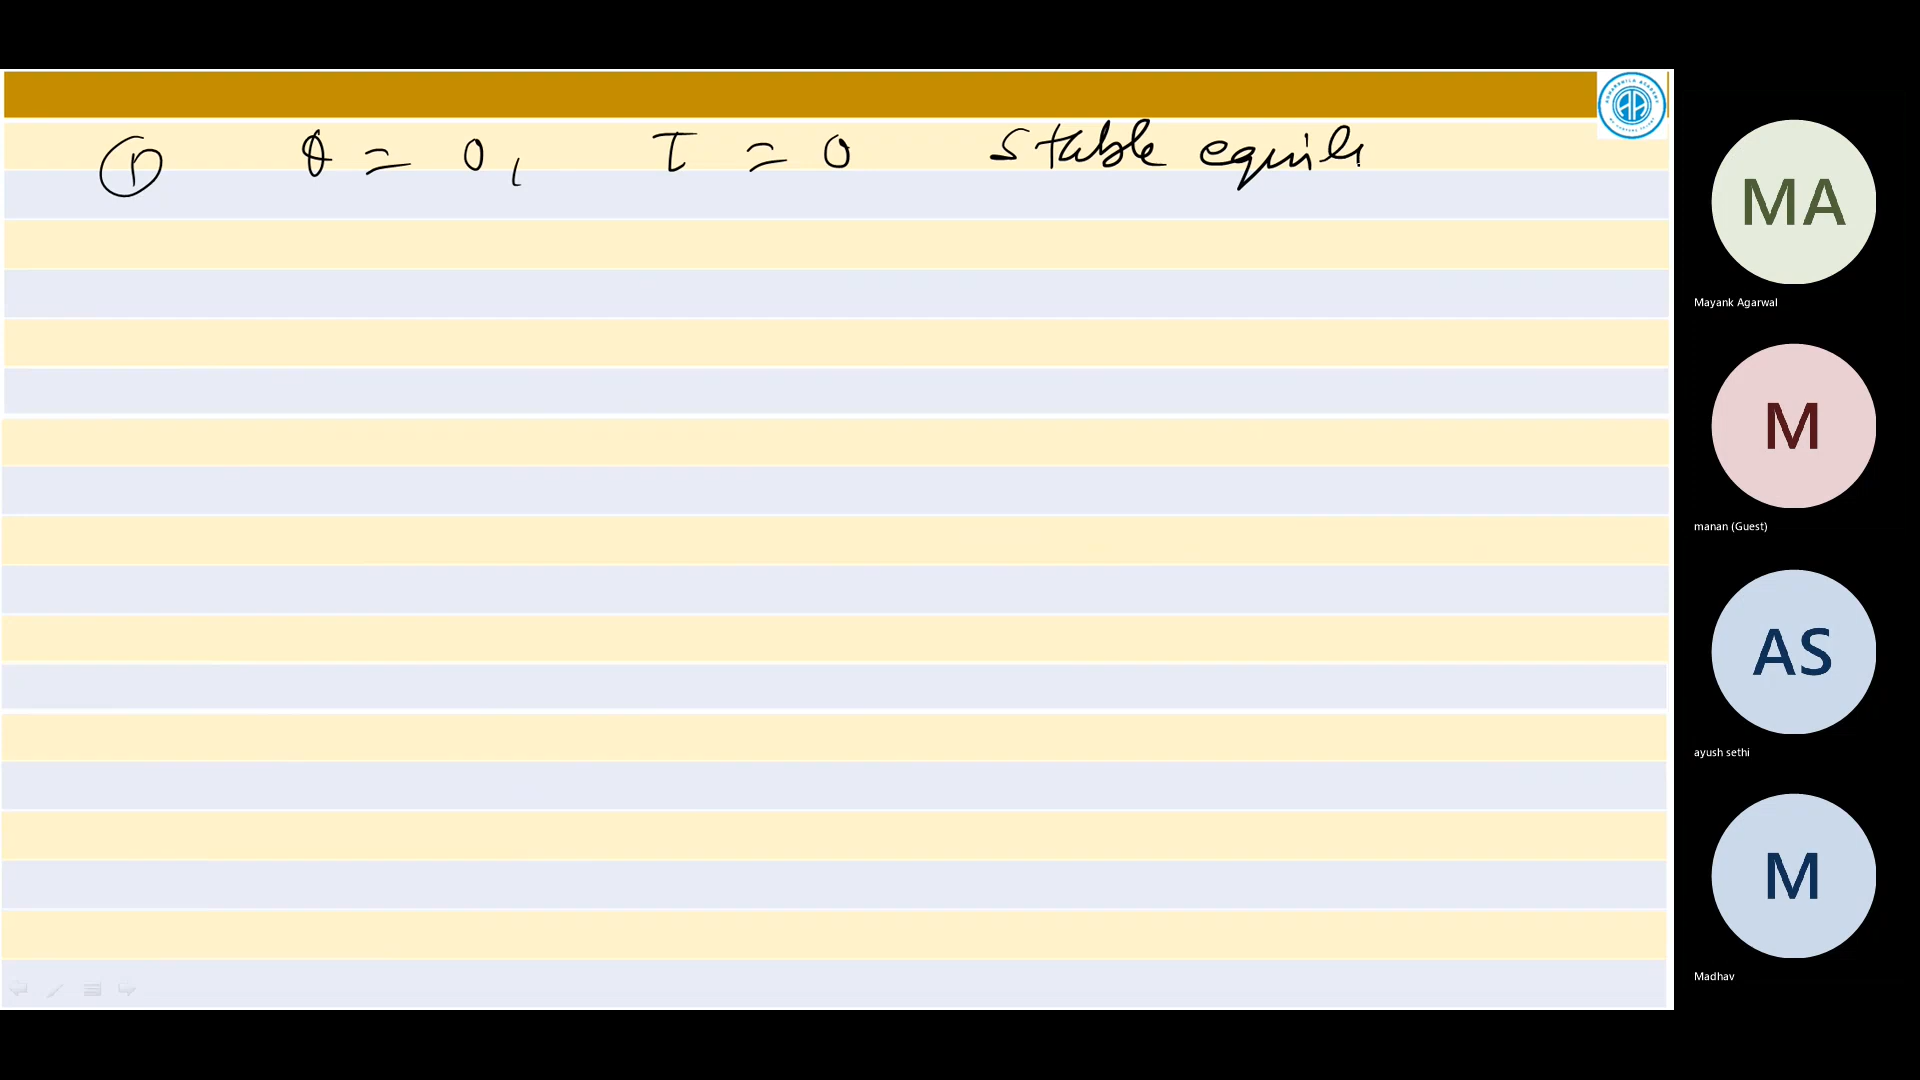 ① θ = 0, τ = 0 stable equili
MA
Mayank Agarwal
M
manan (Guest)
AS
ayush sethi
M
Madhav